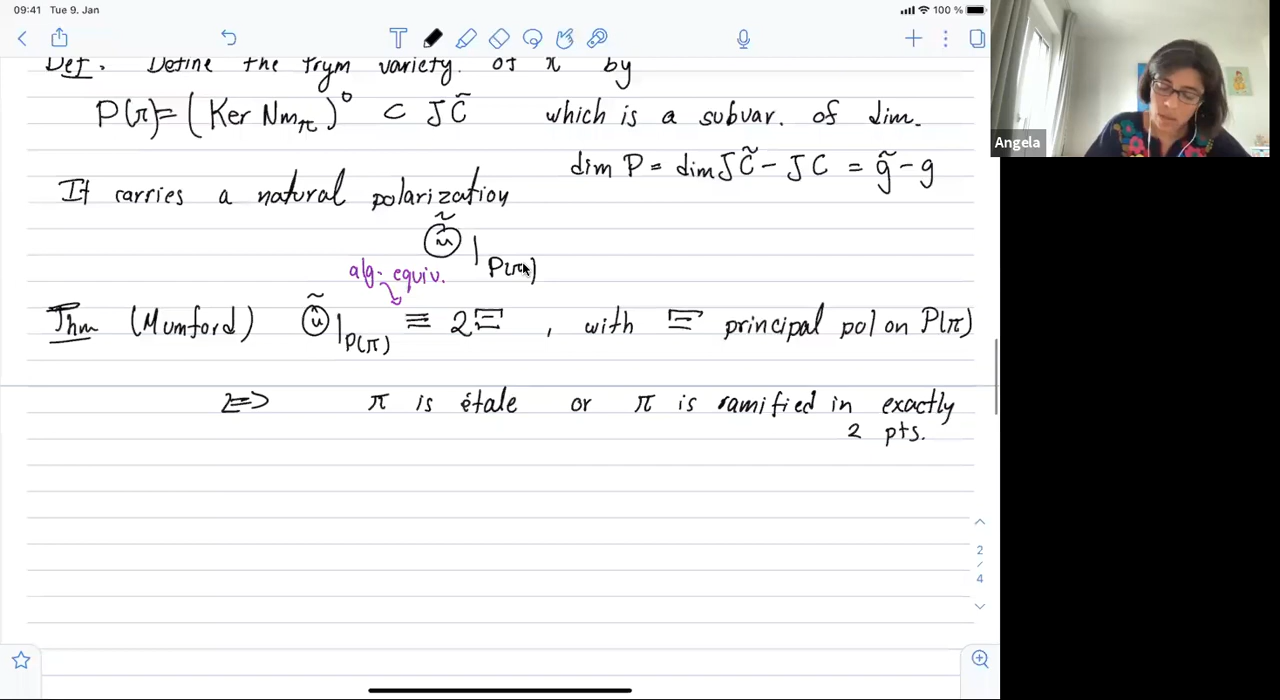 09:41 Tue 9. Jan
100 %
Def. Define the Prym variety of π by
P(π) = (Ker Nm_π)⁰ ⊂ JC̃ which is a subvar. of dim.
dim P = dim JC̃ - JC = g̃ - g
It carries a natural polarization
Θ̃|P(π)
alg. equiv.
Thm (Mumford) Θ̃|P(π) ≡ 2Ξ , with Ξ principal pol on P(π)
⇔ π is étale or π is ramified in exactly
2 pts.
Angela
2
/
4